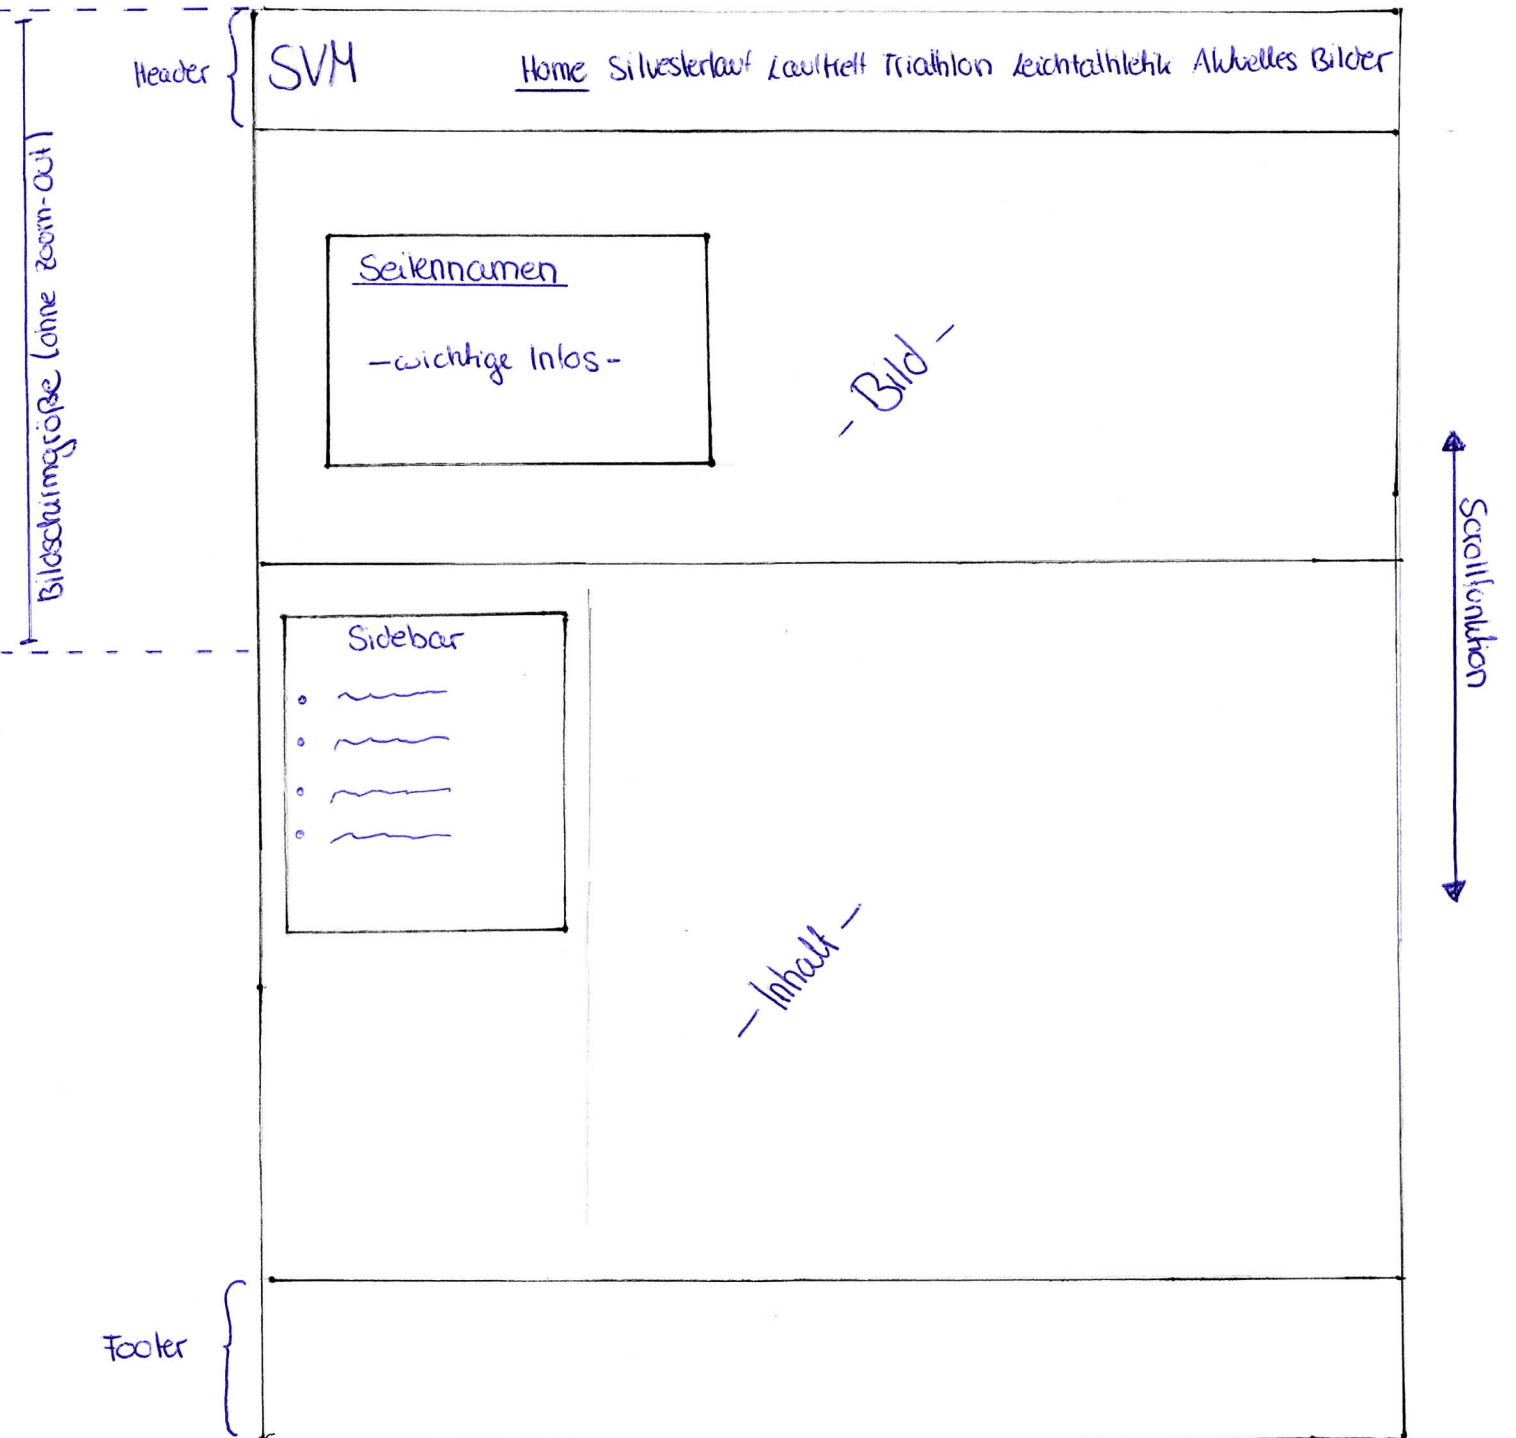 Header
SVM
Home Silvesterlauf Lauftreff Triathlon Leichtathletik Aktuelles Bilder
Bildschirmgröße (ohne zoom-out)
Seitennamen
-wichtige Infos-
- Bild -
Scrollfunktion
Sidebar
- Inhalt -
Footer